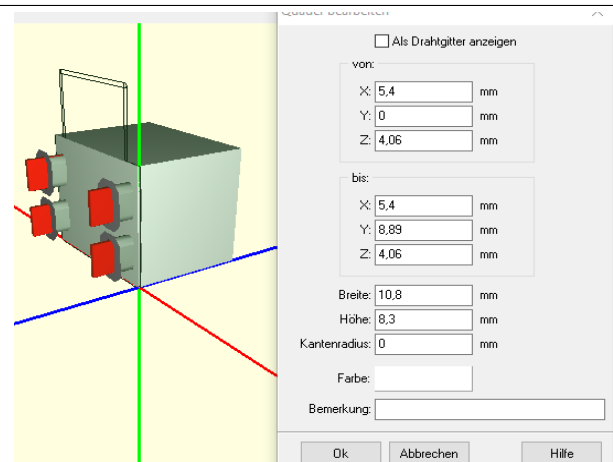 Quader bearbeiten
Als Drahtgitter anzeigen
von:
X: 5,4 mm
Y: 0 mm
Z: 4,06 mm
bis:
X: 5,4 mm
Y: 8,89 mm
Z: 4,06 mm
Breite: 10,8 mm
Höhe: 8,3 mm
Kantenradius: 0 mm
Farbe:
Bemerkung:
Ok Abbrechen Hilfe